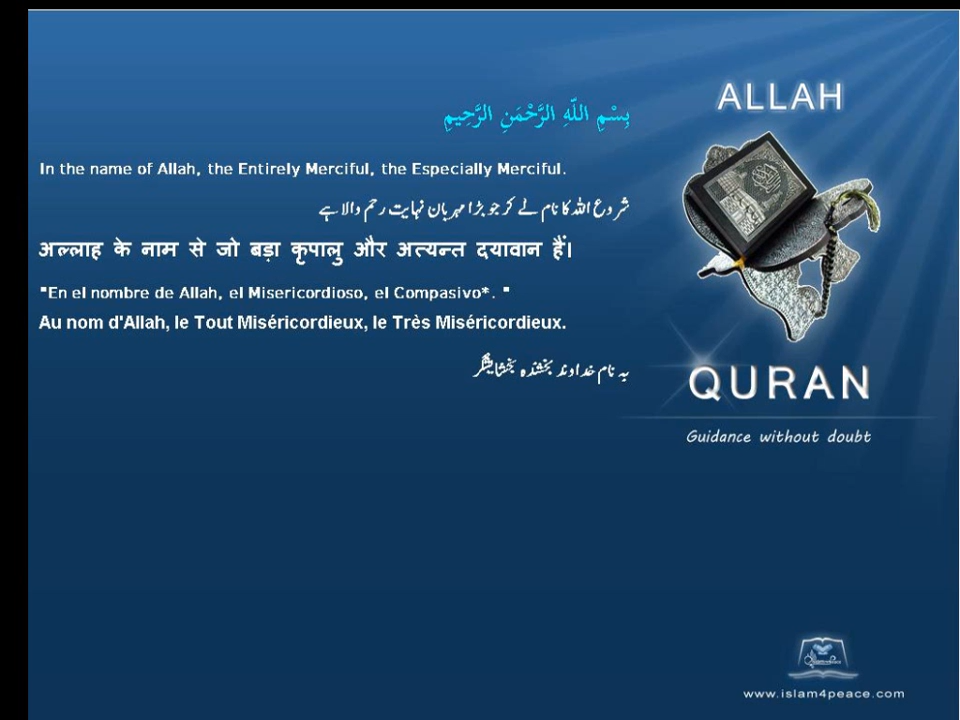 بِسْمِ اللَّهِ الرَّحْمَنِ الرَّحِيمِ
In the name of Allah, the Entirely Merciful, the Especially Merciful.
شروع الله کا نام لے کر جو بڑا مہربان نہایت رحم والا ہے
अल्लाह के नाम से जो बड़ा कृपालु और अत्यन्त दयावान हैं।
"En el nombre de Allah, el Misericordioso, el Compasivo*. "
Au nom d'Allah, le Tout Miséricordieux, le Très Miséricordieux.
به نام خداوند بخشنده بخشایشگر
ALLAH
QURAN
Guidance without doubt
www.islam4peace.com